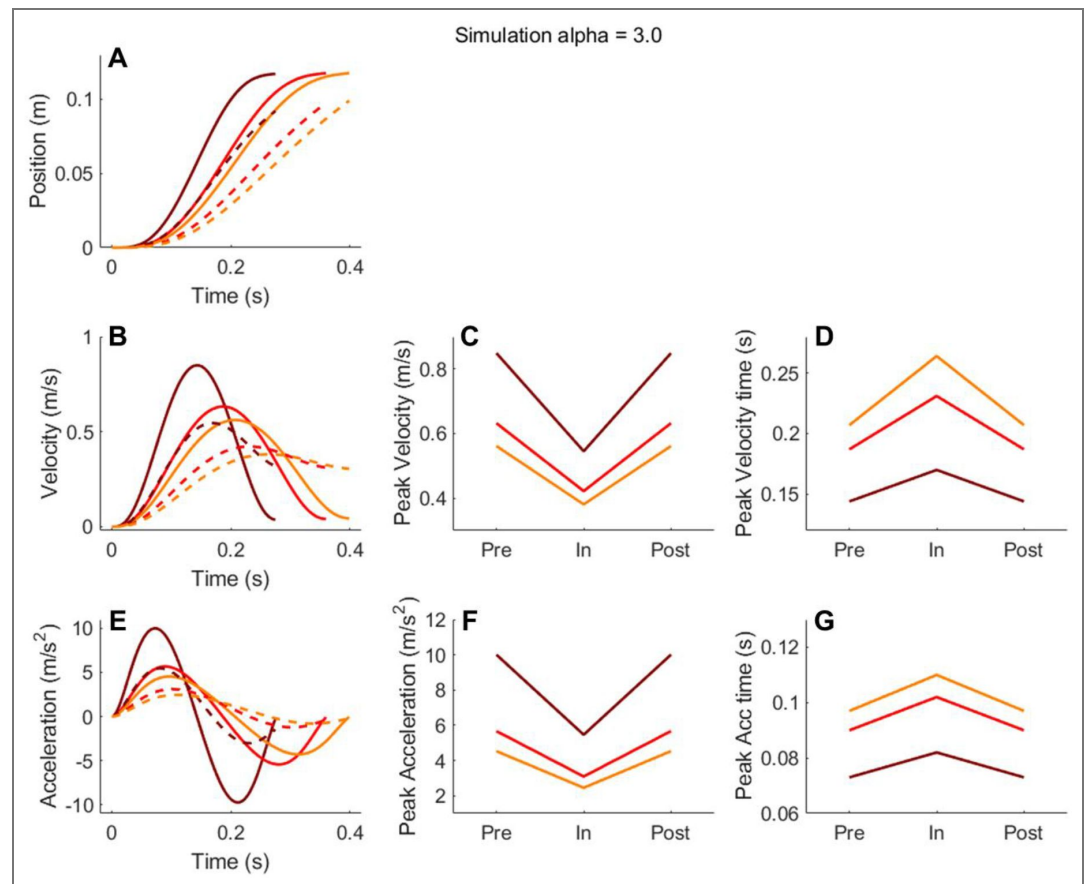 Simulation alpha = 3.0
A
Position (m)
0.1
0.05
0
0 0.2 0.4
Time (s)
B
Velocity (m/s)
1
0.5
0
0 0.2 0.4
Time (s)
C
Peak Velocity (m/s)
0.8
0.6
0.4
Pre In Post
D
Peak Velocity time (s)
0.25
0.2
0.15
Pre In Post
E
Acceleration (m/s²)
10
5
0
-5
-10
0 0.2 0.4
Time (s)
F
Peak Acceleration (m/s²)
12
10
8
6
4
2
Pre In Post
G
Peak Acc time (s)
0.12
0.1
0.08
0.06
Pre In Post